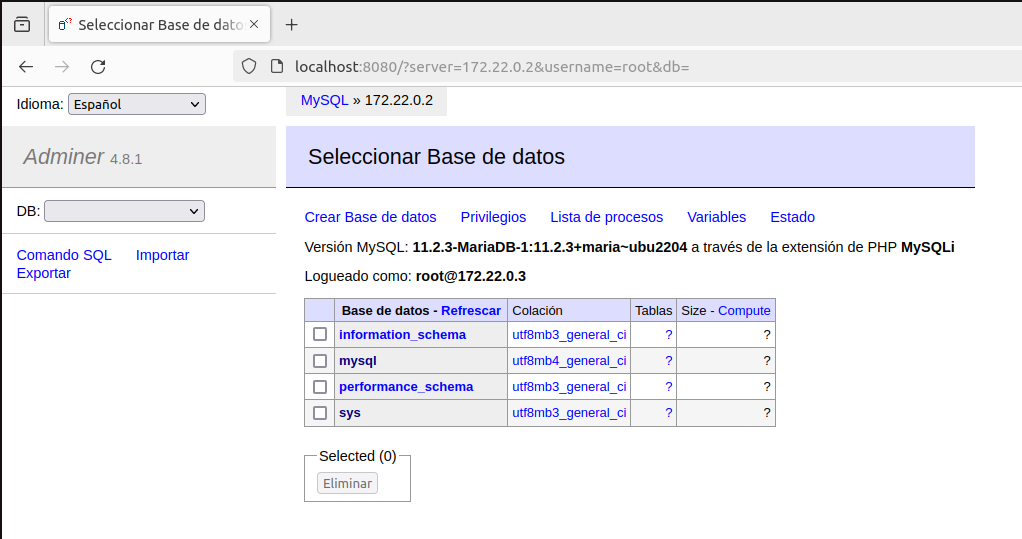 Seleccionar Base de dato
localhost:8080/?server=172.22.0.2&username=root&db=
Idioma: Español
MySQL » 172.22.0.2
Adminer 4.8.1
Seleccionar Base de datos
DB:
Crear Base de datos Privilegios Lista de procesos Variables Estado
Versión MySQL: 11.2.3-MariaDB-1:11.2.3+maria~ubu2204 a través de la extensión de PHP MySQLi
Comando SQL Importar
Exportar
Logueado como: root@172.22.0.3
Base de datos - Refrescar Colación Tablas Size - Compute
information_schema utf8mb3_general_ci ? ?
mysql utf8mb4_general_ci ? ?
performance_schema utf8mb3_general_ci ? ?
sys utf8mb3_general_ci ? ?
Selected (0)
Eliminar